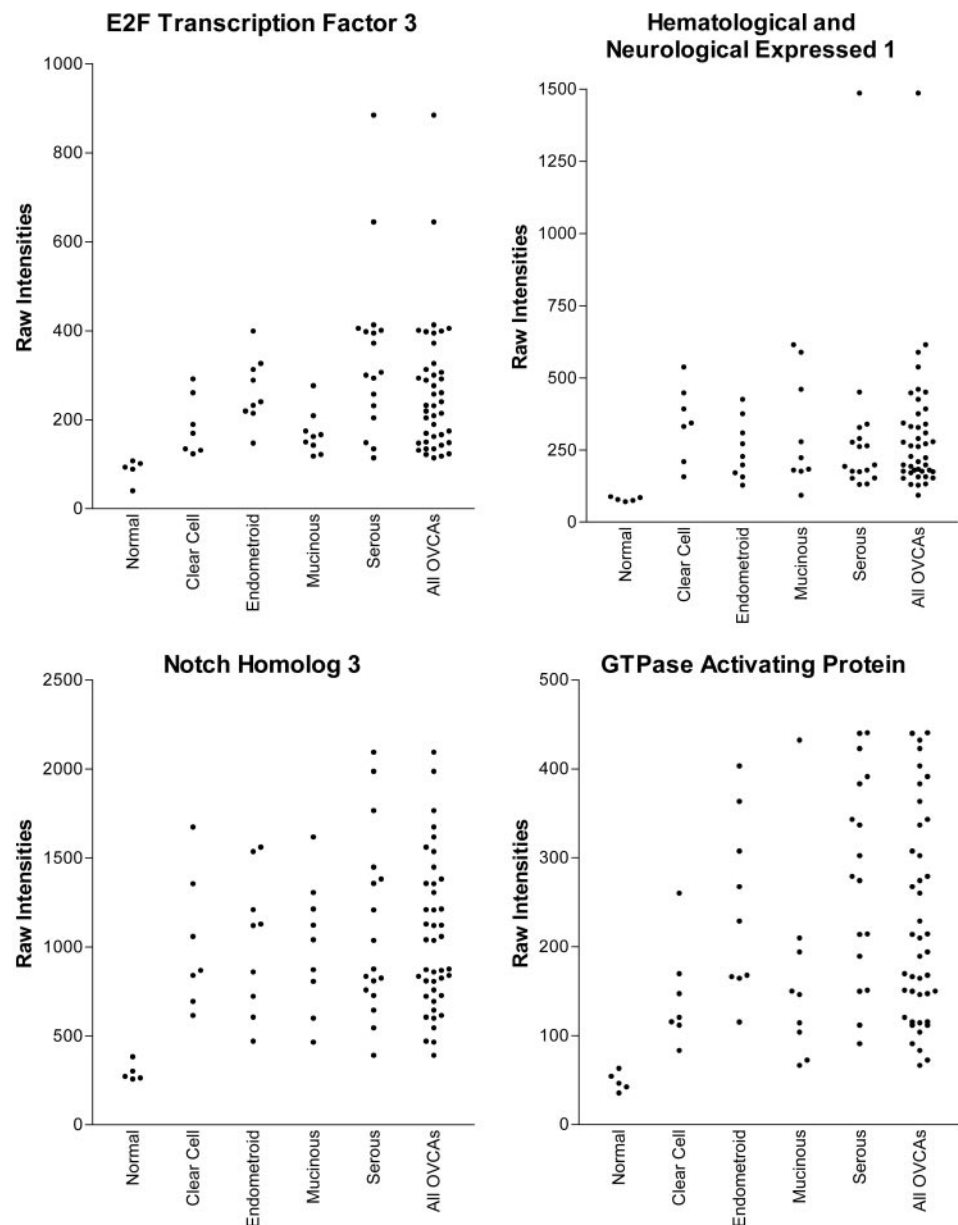 E2F Transcription Factor 3
1000
800
600
400
200
0
Raw Intensities
Normal
Clear Cell
Endometroid
Mucinous
Serous
All OVCAs
Hematological and
Neurological Expressed 1
1500
1250
1000
750
500
250
0
Raw Intensities
Normal
Clear Cell
Endometroid
Mucinous
Serous
All OVCAs
Notch Homolog 3
2500
2000
1500
1000
500
0
Raw Intensities
Normal
Clear Cell
Endometroid
Mucinous
Serous
All OVCAs
GTPase Activating Protein
500
400
300
200
100
0
Raw Intensities
Normal
Clear Cell
Endometroid
Mucinous
Serous
All OVCAs